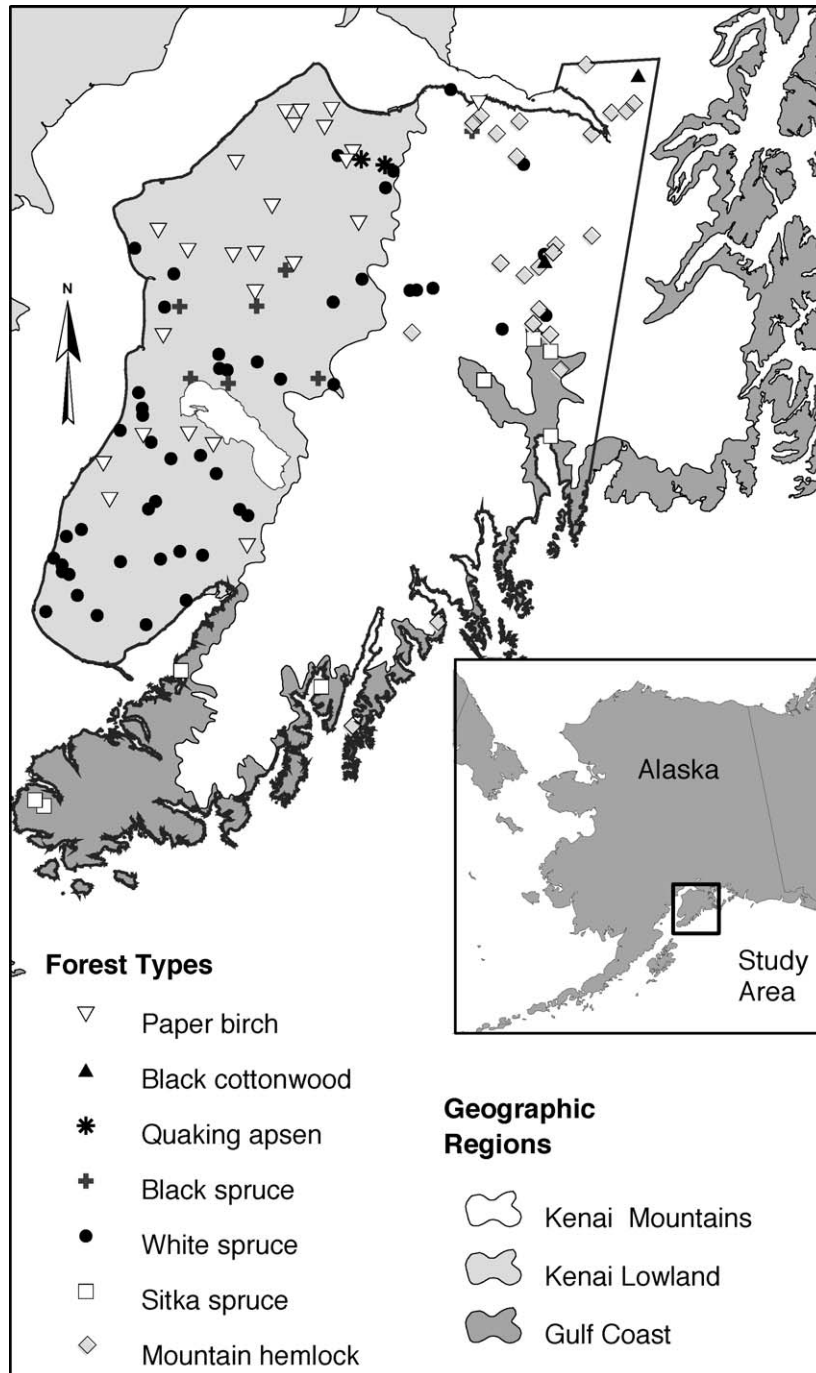 N
Alaska
Study
Area
Forest Types
Paper birch
Black cottonwood
Quaking apsen
Black spruce
White spruce
Sitka spruce
Mountain hemlock
Geographic
Regions
Kenai Mountains
Kenai Lowland
Gulf Coast